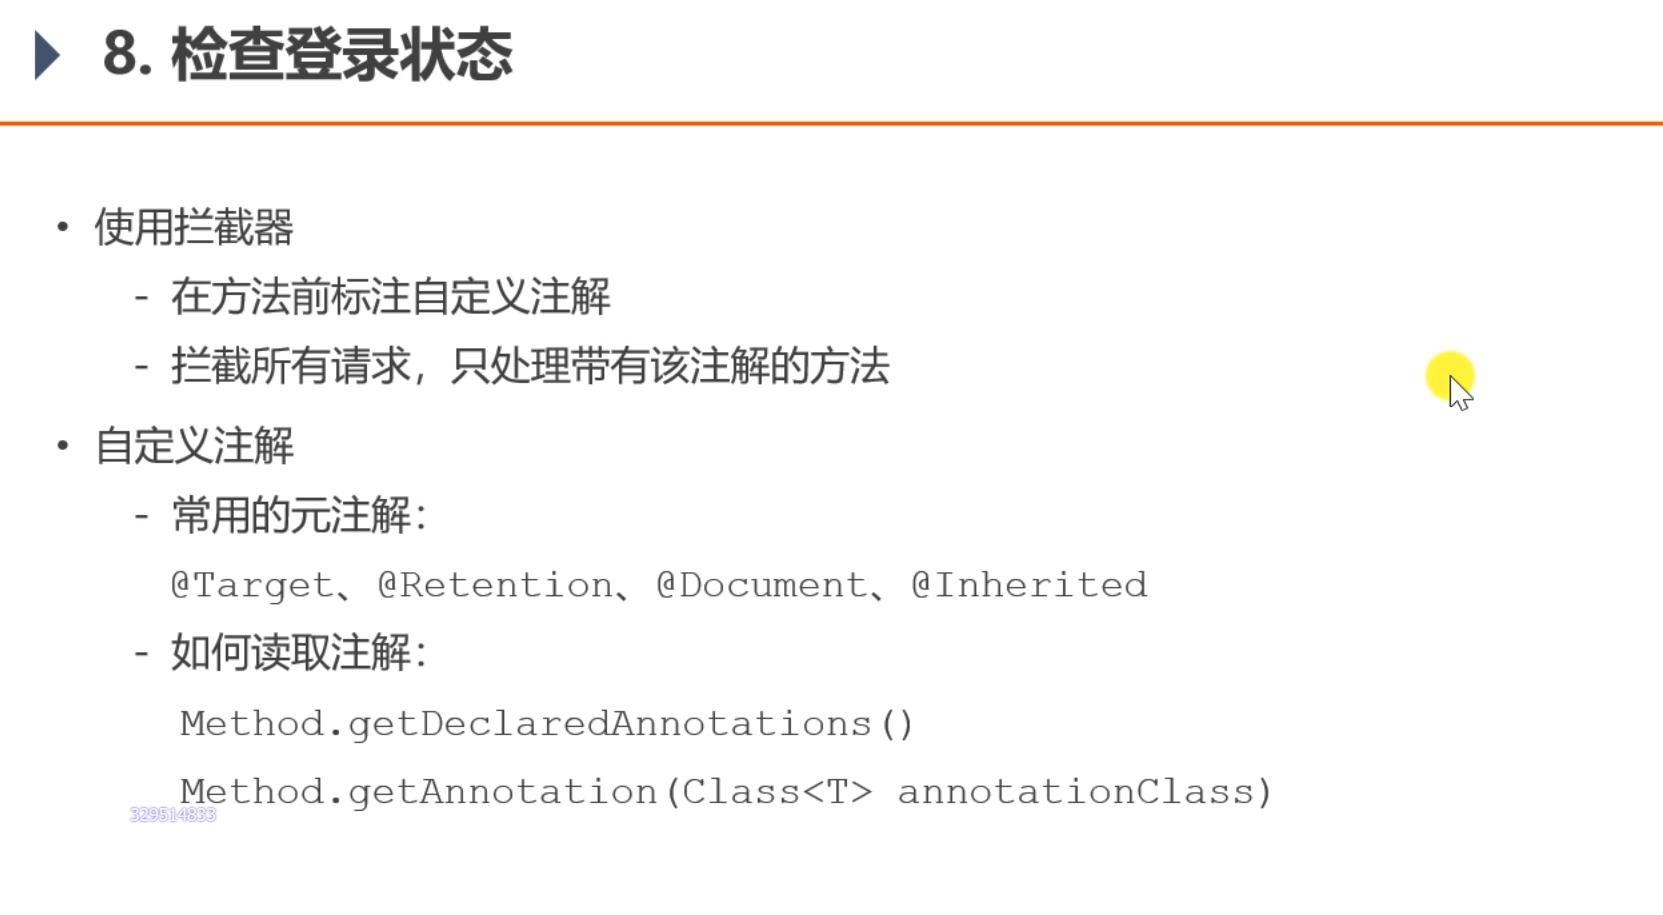 8. 检查登录状态
• 使用拦截器
- 在方法前标注自定义注解
- 拦截所有请求，只处理带有该注解的方法
• 自定义注解
- 常用的元注解：
@Target、@Retention、@Document、@Inherited
- 如何读取注解：
Method.getDeclaredAnnotations()
Method.getAnnotation(Class<T> annotationClass)
329514833